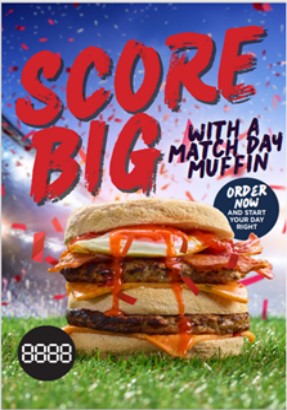 SCORE
BIG
WITH A
MATCH DAY
MUFFIN
ORDER
NOW
AND START
YOUR DAY
RIGHT
8888